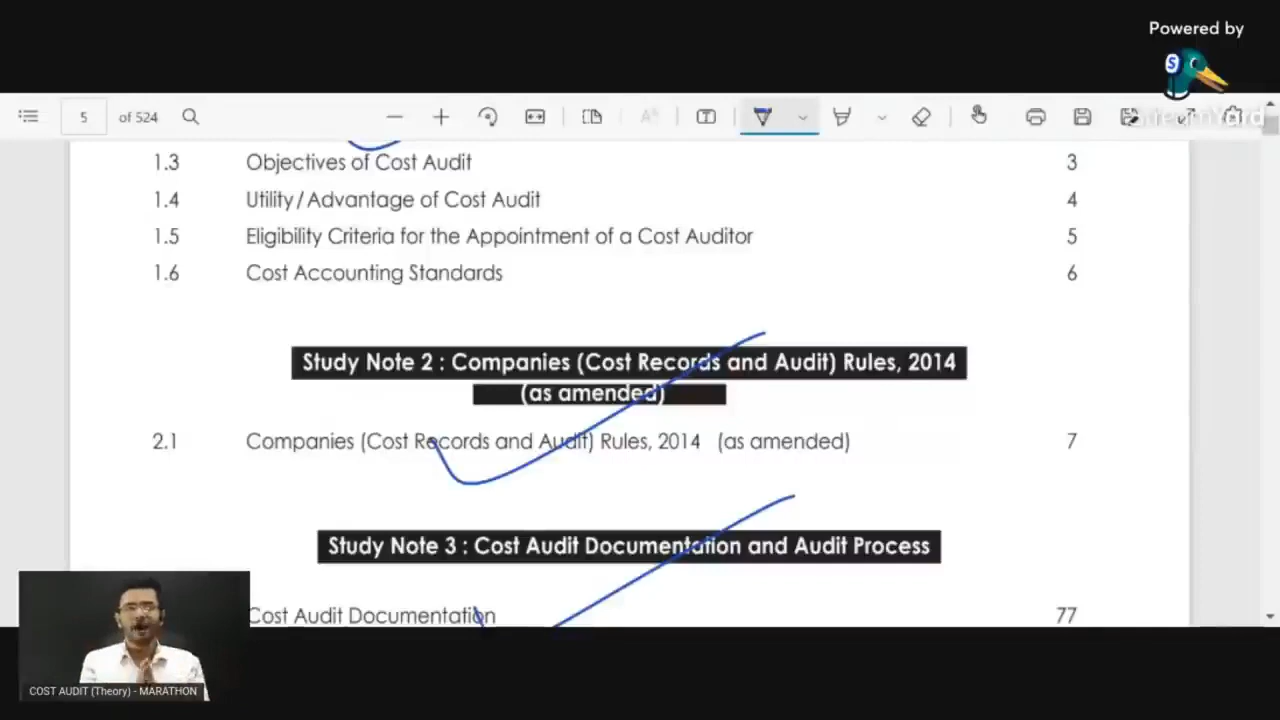 Powered by
S
5 of 524
1.3 Objectives of Cost Audit 3
1.4 Utility/Advantage of Cost Audit 4
1.5 Eligibility Criteria for the Appointment of a Cost Auditor 5
1.6 Cost Accounting Standards 6
Study Note 2 : Companies (Cost Records and Audit) Rules, 2014
(as amended)
2.1 Companies (Cost Records and Audit) Rules, 2014 (as amended) 7
Study Note 3 : Cost Audit Documentation and Audit Process
Cost Audit Documentation 77
COST AUDIT (Theory) - MARATHON